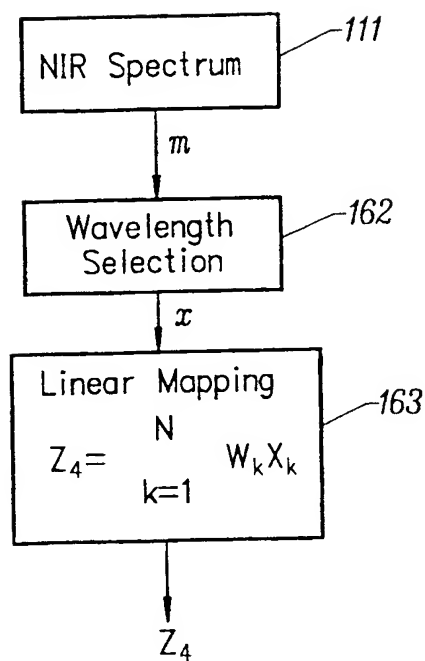 111
NIR Spectrum
m
162
Wavelength
Selection
x
163
Linear Mapping
N
Z₄= WₖXₖ
k=1
Z₄